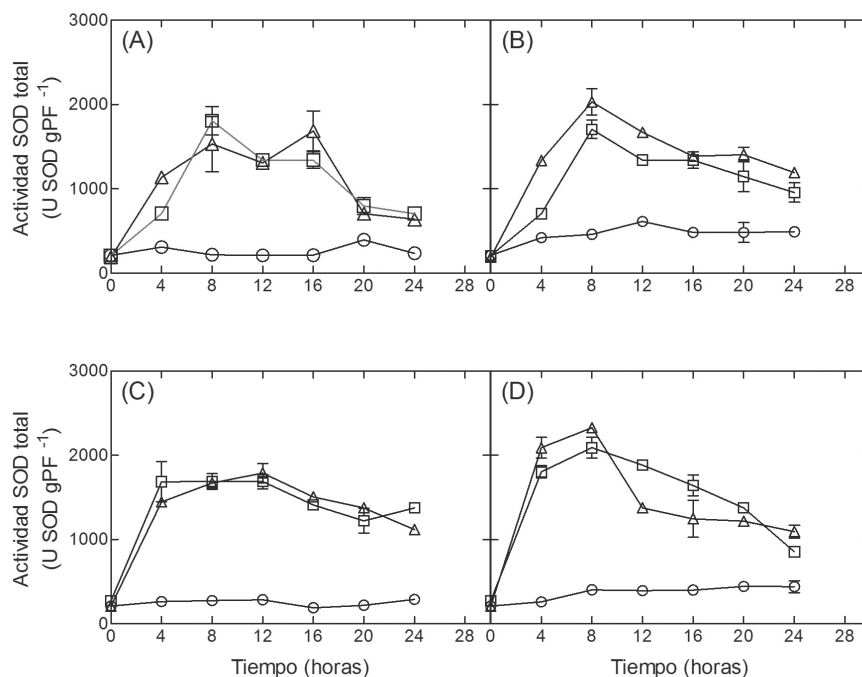 (A)
(B)
Actividad SOD total
(U SOD gPF -1)
3000
2000
1000
0
0 4 8 12 16 20 24 28
0 4 8 12 16 20 24 28
(C)
(D)
Actividad SOD total
(U SOD gPF -1)
3000
2000
1000
0
0 4 8 12 16 20 24 28
0 4 8 12 16 20 24 28
Tiempo (horas)
Tiempo (horas)